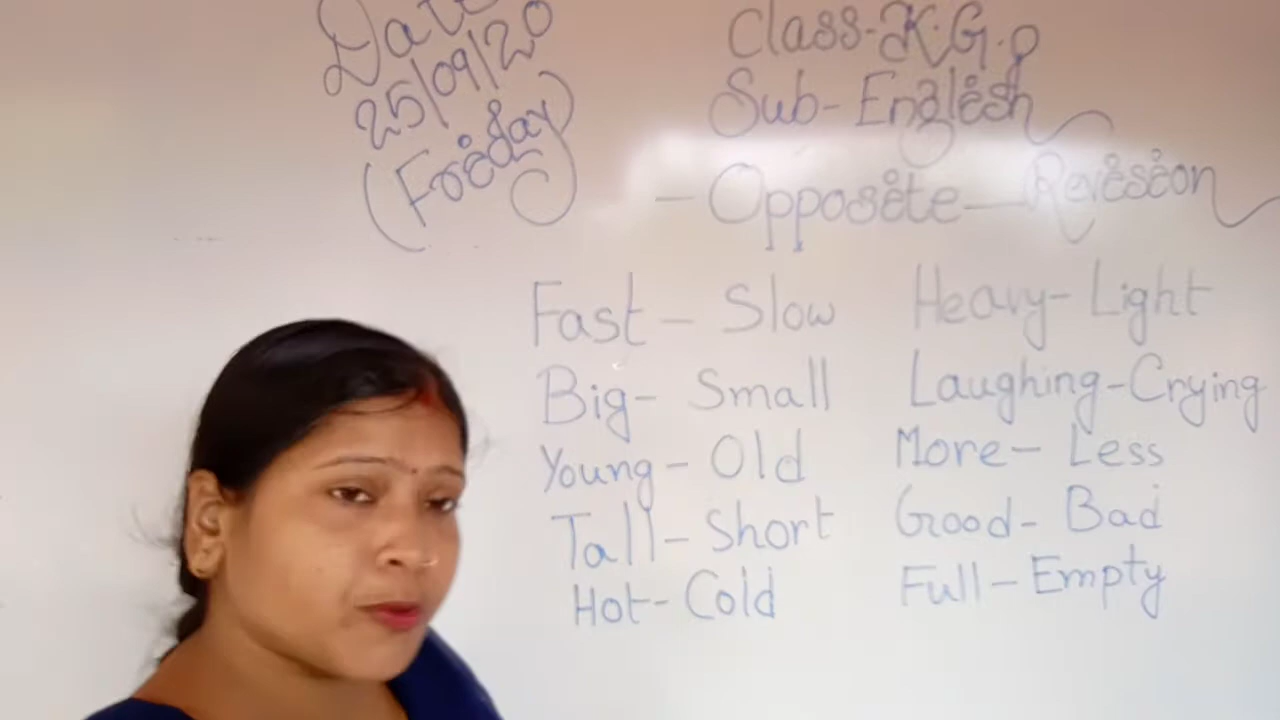 Date
25/09/20
(Friday)
Class-K.G.
Sub-English
- Opposite - Revision
Fast - Slow
Big - Small
Young - Old
Tall - Short
Hot - Cold
Heavy - Light
Laughing - Crying
More - Less
Good - Bad
Full - Empty